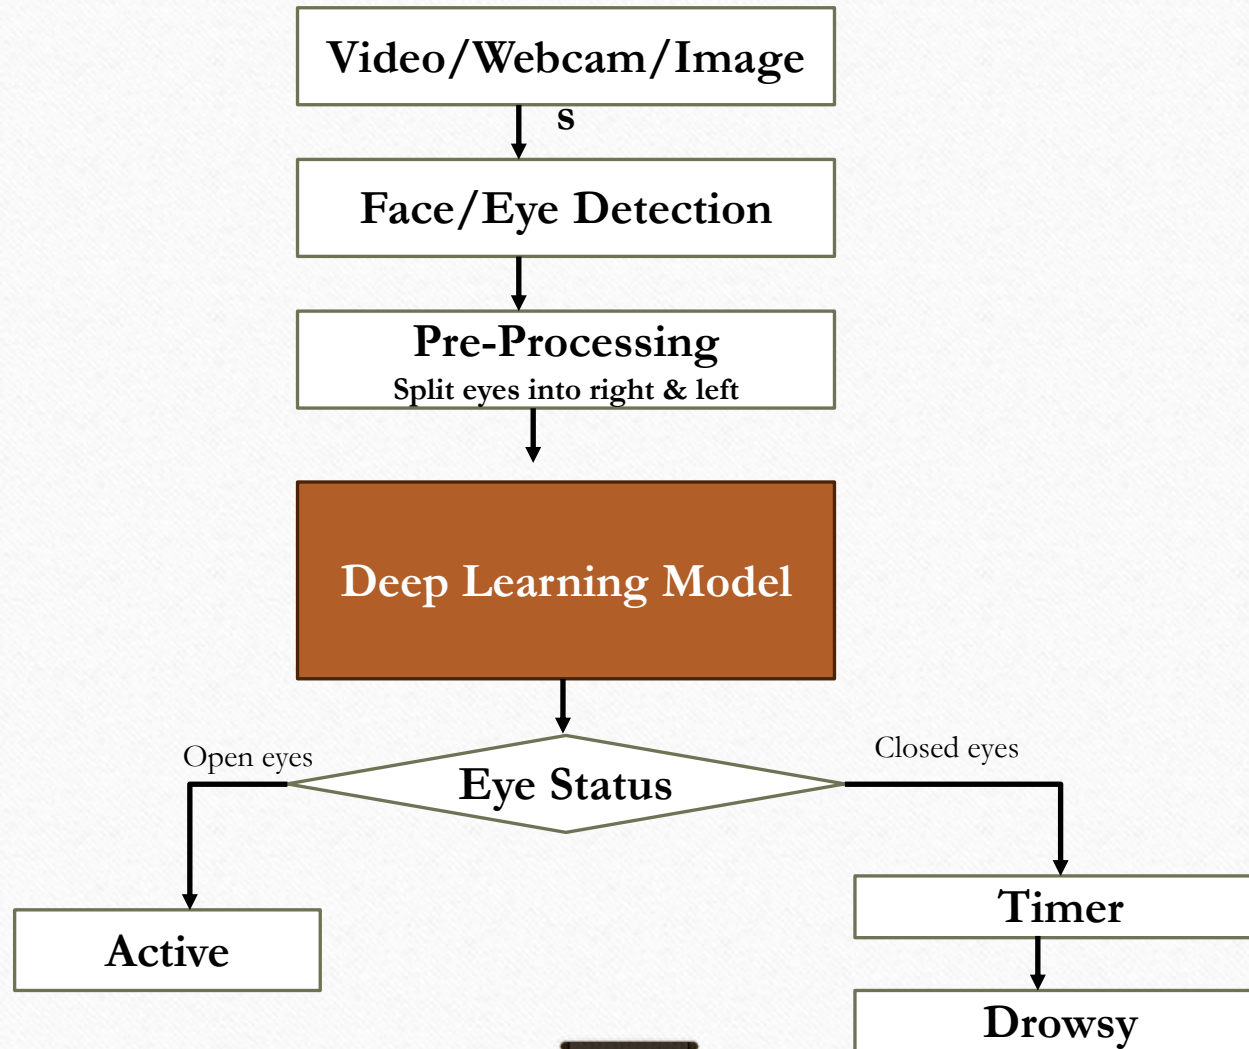 Video/Webcam/Image
s
Face/Eye Detection
Pre-Processing
Split eyes into right & left
Deep Learning Model
Open eyes
Closed eyes
Eye Status
Timer
Active
Drowsy